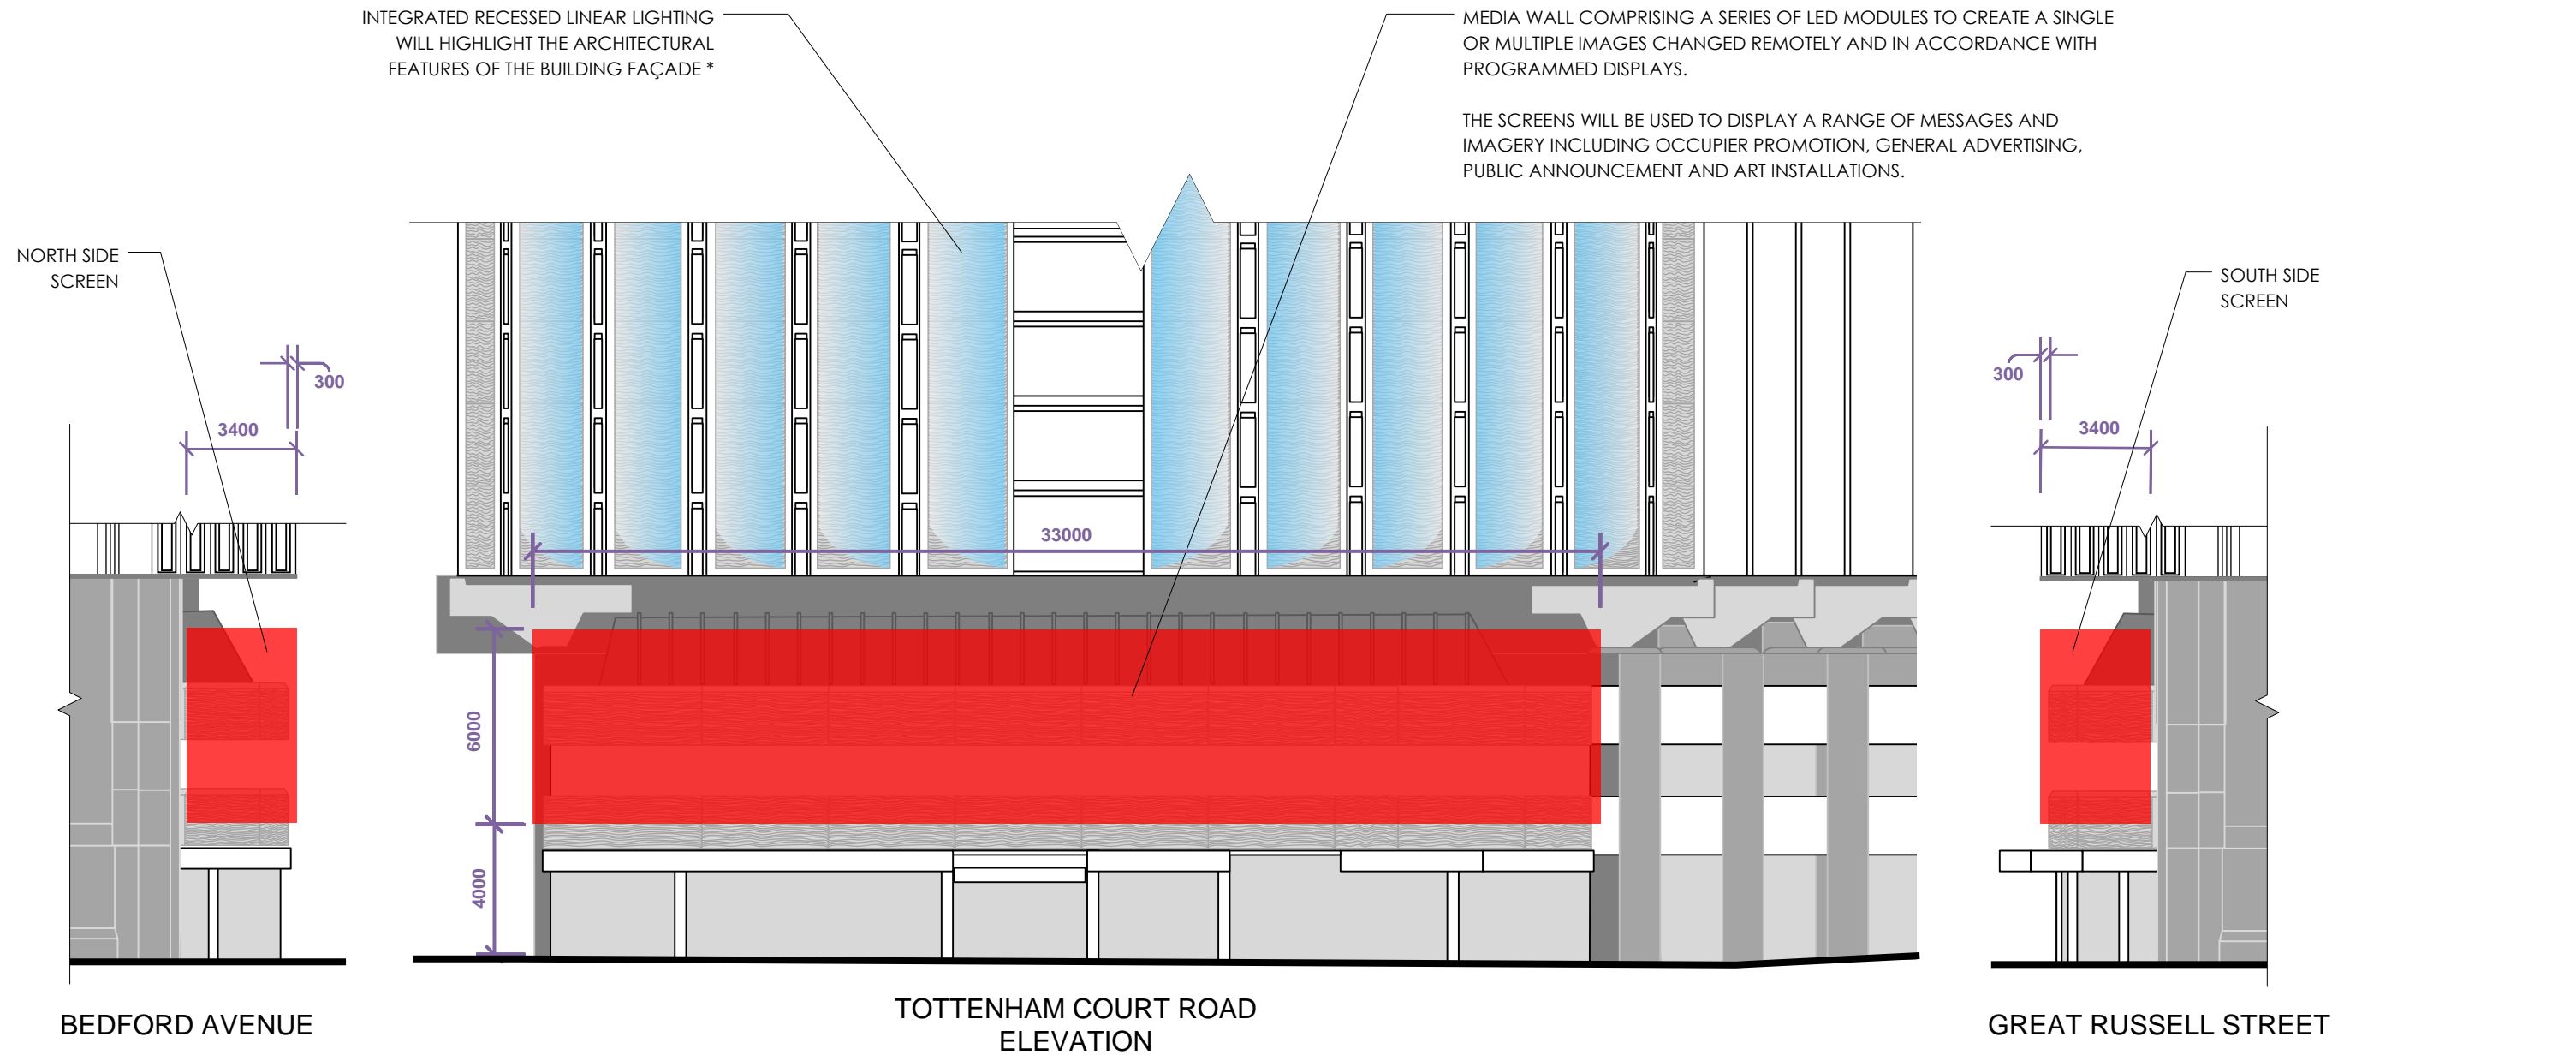 INTEGRATED RECESSED LINEAR LIGHTING
WILL HIGHLIGHT THE ARCHITECTURAL
FEATURES OF THE BUILDING FAÇADE *
MEDIA WALL COMPRISING A SERIES OF LED MODULES TO CREATE A SINGLE
OR MULTIPLE IMAGES CHANGED REMOTELY AND IN ACCORDANCE WITH
PROGRAMMED DISPLAYS.
THE SCREENS WILL BE USED TO DISPLAY A RANGE OF MESSAGES AND
IMAGERY INCLUDING OCCUPIER PROMOTION, GENERAL ADVERTISING,
PUBLIC ANNOUNCEMENT AND ART INSTALLATIONS.
NORTH SIDE
SCREEN
SOUTH SIDE
SCREEN
300
3400
300
3400
33000
6000
4000
BEDFORD AVENUE
TOTTENHAM COURT ROAD
ELEVATION
GREAT RUSSELL STREET